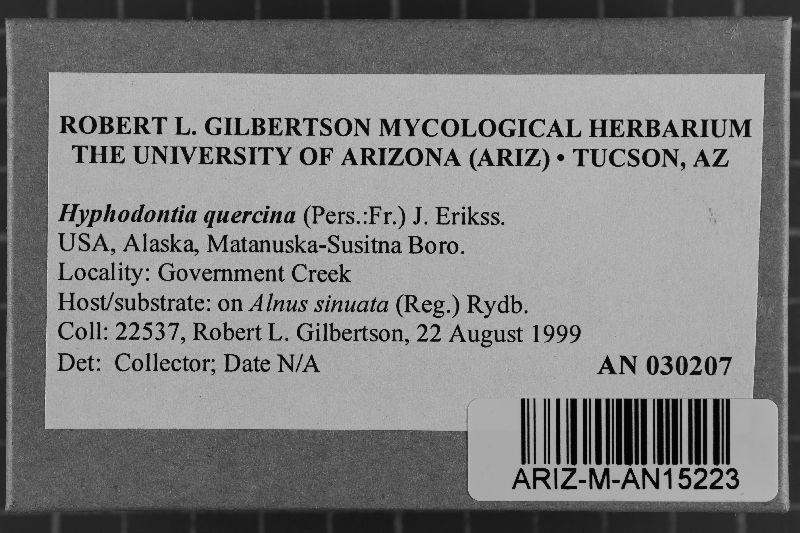 ROBERT L. GILBERTSON MYCOLOGICAL HERBARIUM
THE UNIVERSITY OF ARIZONA (ARIZ) • TUCSON, AZ
Hyphodontia quercina (Pers.:Fr.) J. Erikss.
USA, Alaska, Matanuska-Susitna Boro.
Locality: Government Creek
Host/substrate: on Alnus sinuata (Reg.) Rydb.
Coll: 22537, Robert L. Gilbertson, 22 August 1999
Det: Collector; Date N/A
AN 030207
ARIZ-M-AN15223